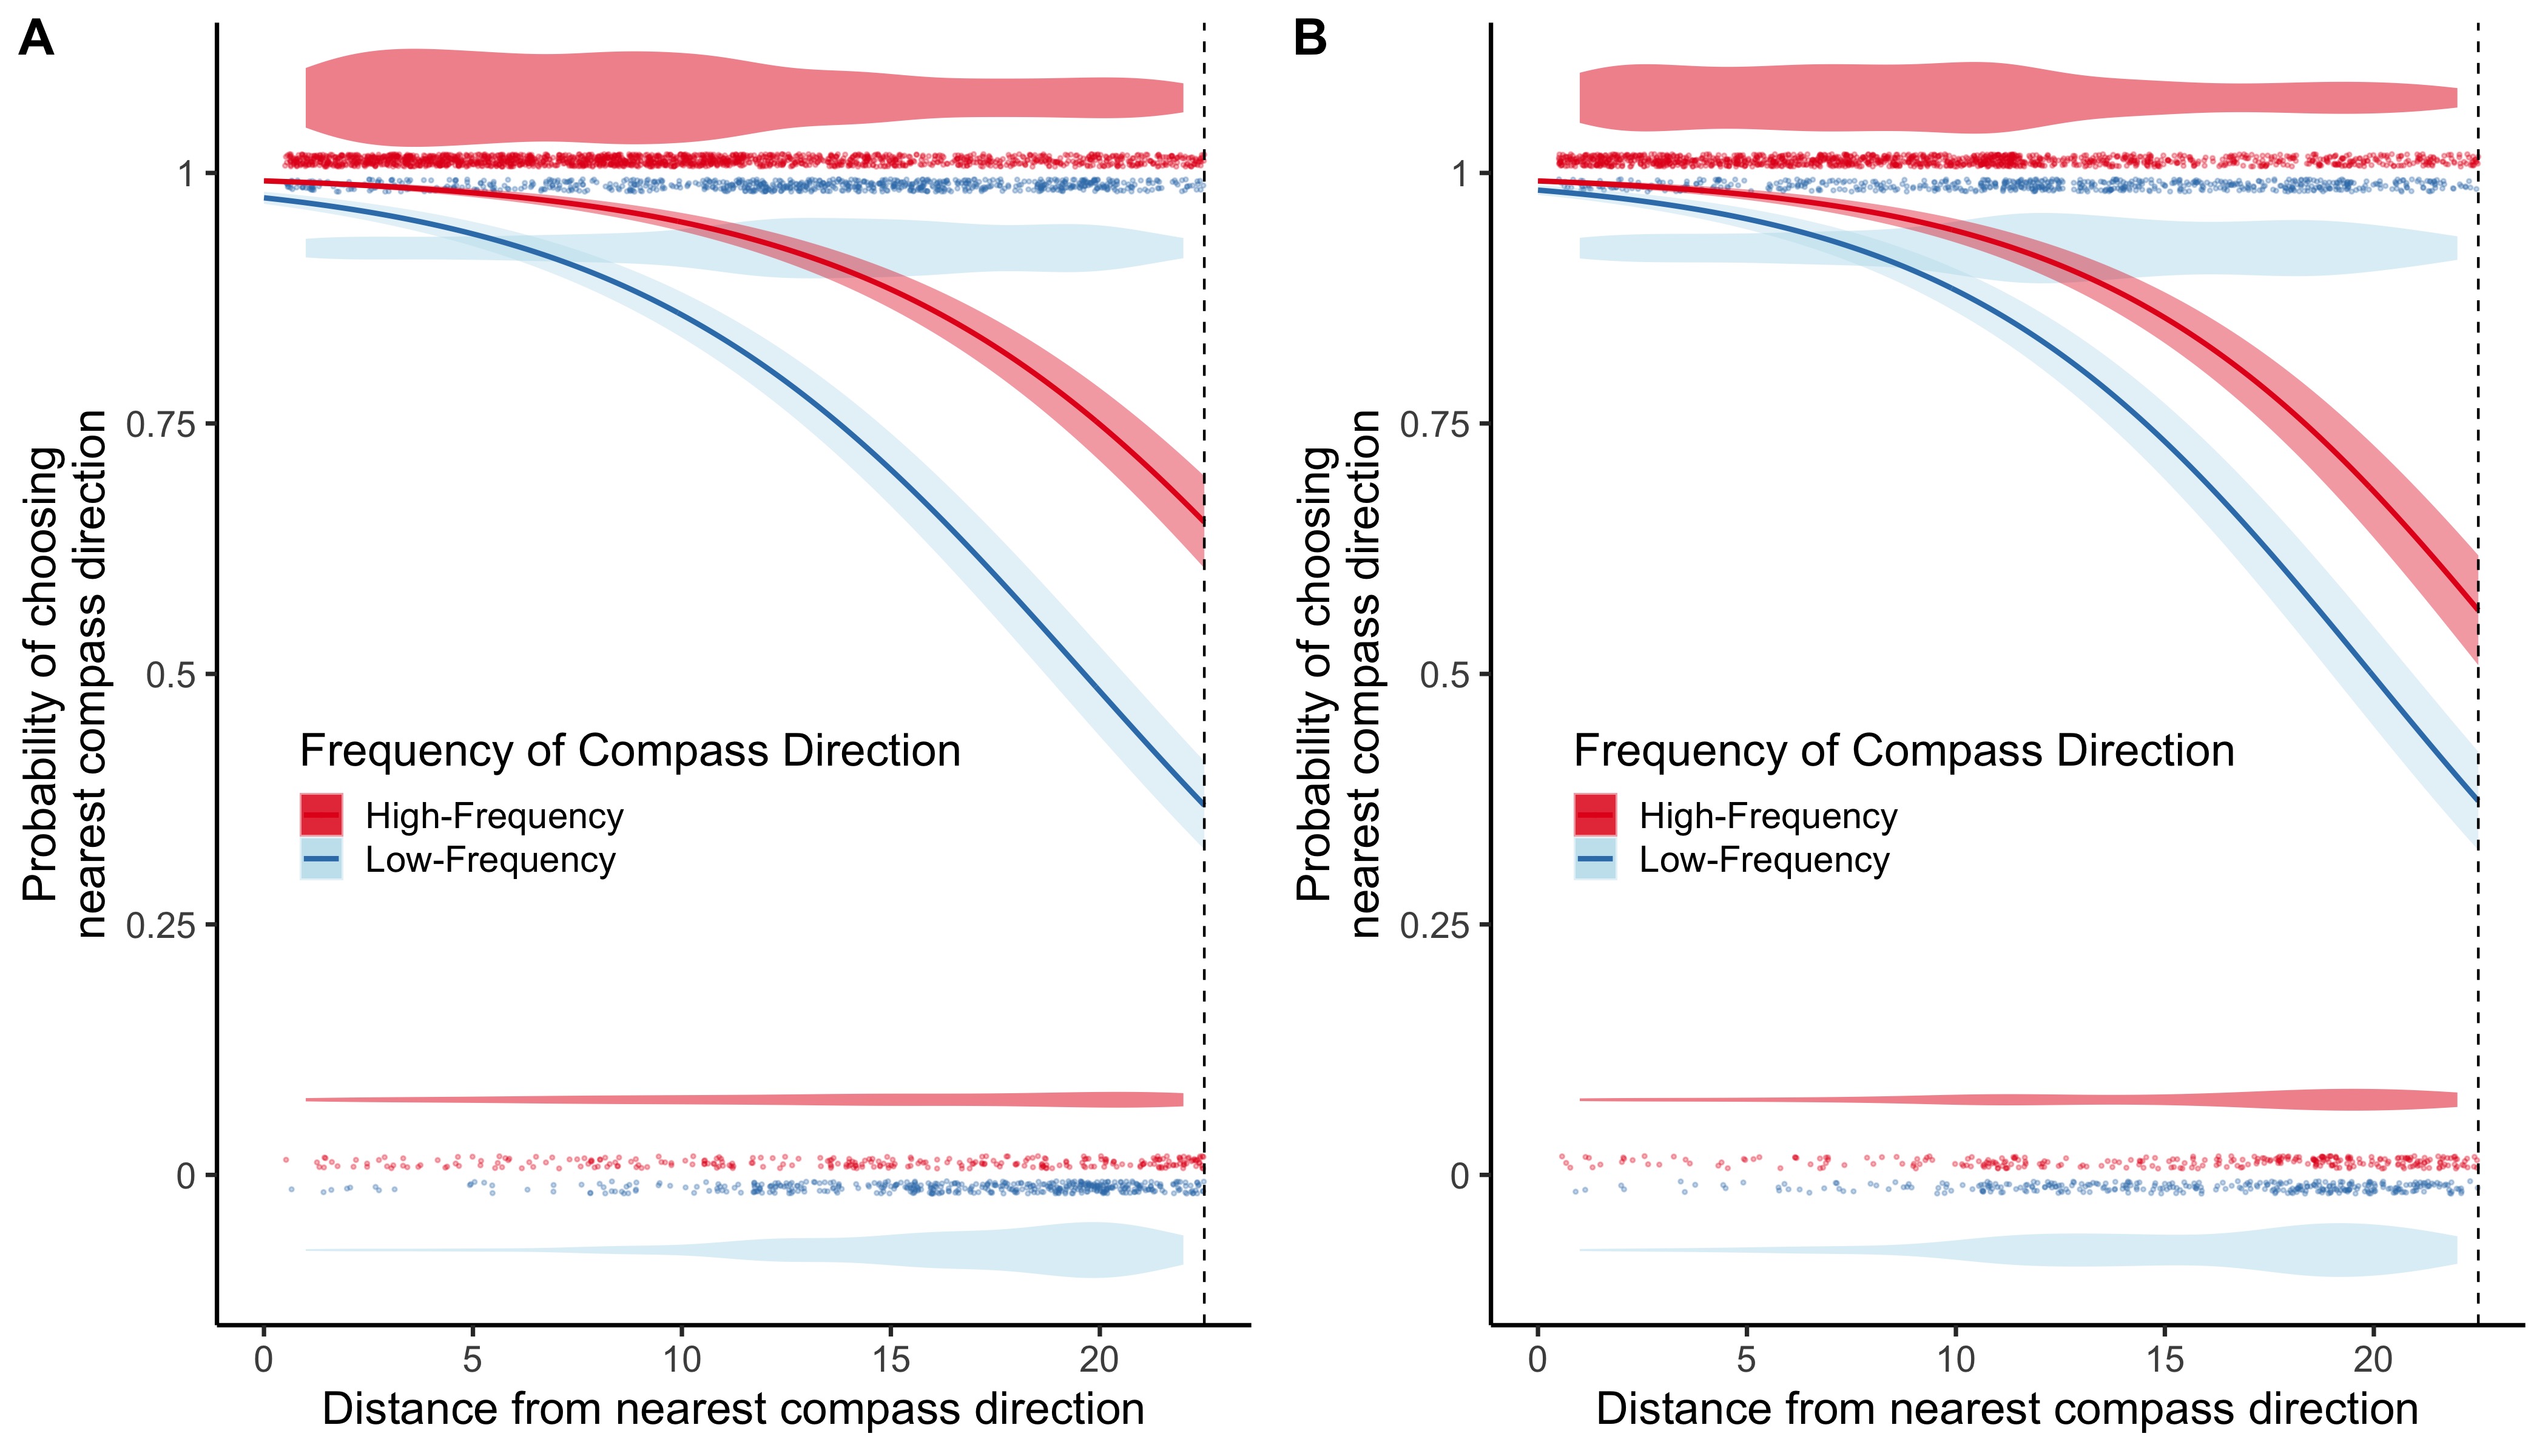 A
Probability of choosing
nearest compass direction
1
0.75
0.5
0.25
0
Frequency of Compass Direction
High-Frequency
Low-Frequency
0 5 10 15 20
Distance from nearest compass direction
B
Probability of choosing
nearest compass direction
1
0.75
0.5
0.25
0
Frequency of Compass Direction
High-Frequency
Low-Frequency
0 5 10 15 20
Distance from nearest compass direction